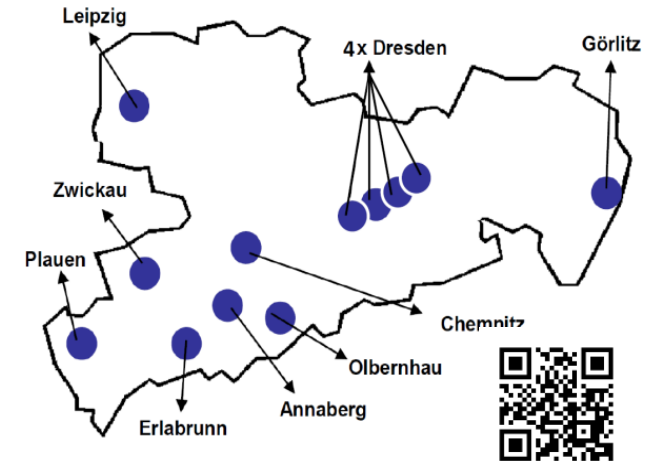 Leipzig
4x Dresden
Görlitz
Zwickau
Plauen
Chemnitz
Olbernhau
Annaberg
Erlabrunn